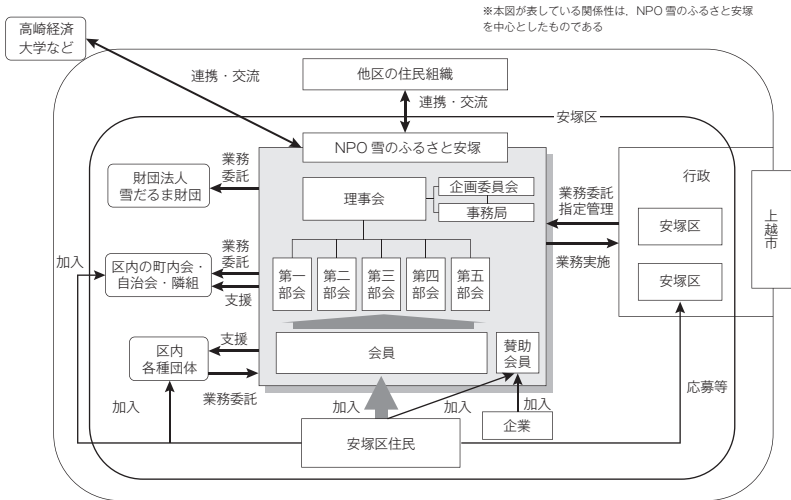 ※本図が表している関係性は，NPO 雪のふるさと安塚
を中心としたものである
高崎経済
大学など
連携・交流
他区の住民組織
連携・交流
安塚区
NPO 雪のふるさと安塚
財団法人
雪だるま財団
業務
委託
理事会
企画委員会
事務局
業務委託
指定管理
行政
安塚区
上越市
加入
区内の町内会・
自治会・隣組
業務
委託
支援
第一
部会
第二
部会
第三
部会
第四
部会
第五
部会
業務実施
安塚区
区内
各種団体
支援
業務委託
会員
賛助
会員
加入
加入
加入
加入
応募等
安塚区住民
企業